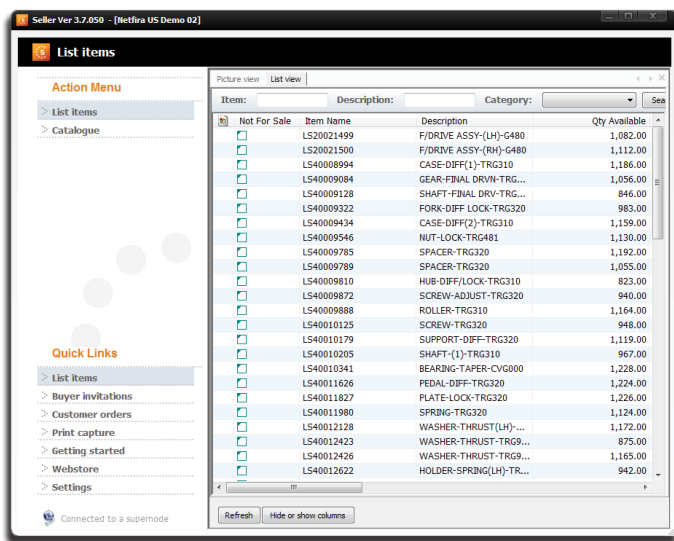 Seller Ver 3.7.050 - [Netfira US Demo 02]
List items
Action Menu
List items
Catalogue
Quick Links
List items
Buyer invitations
Customer orders
Print capture
Getting started
Webstore
Settings
Connected to a supernode
Picture view List view
Item: Description: Category: Sea
Not For Sale Item Name Description Qty Available
LS20021499 F/DRIVE ASSY-(LH)-G480 1,082.00
LS20021500 F/DRIVE ASSY-(RH)-G480 1,112.00
LS40008994 CASE-DIFF(1)-TRG310 1,186.00
LS40009084 GEAR-FINAL DRVN-TRG... 1,056.00
LS40009128 SHAFT-FINAL DRV-TRG... 846.00
LS40009322 FORK-DIFF LOCK-TRG320 983.00
LS40009434 CASE-DIFF(2)-TRG310 1,159.00
LS40009546 NUT-LOCK-TRG481 1,130.00
LS40009785 SPACER-TRG320 1,192.00
LS40009789 SPACER-TRG320 1,055.00
LS40009810 HUB-DIFF/LOCK-TRG310 823.00
LS40009872 SCREW-ADJUST-TRG320 940.00
LS40009888 ROLLER-TRG310 1,164.00
LS40010125 SCREW-TRG320 948.00
LS40010179 SUPPORT-DIFF-TRG320 1,119.00
LS40010205 SHAFT-(1)-TRG310 967.00
LS40010341 BEARING-TAPER-CVG000 1,228.00
LS40011626 PEDAL-DIFF-TRG320 1,224.00
LS40011827 PLATE-LOCK-TRG320 1,226.00
LS40011980 SPRING-TRG320 1,124.00
LS40012128 WASHER-THRUST(LH)-... 1,172.00
LS40012423 WASHER-THRUST-TRG9... 875.00
LS40012426 WASHER-THRUST-TRG9... 1,165.00
LS40012622 HOLDER-SPRING(LH)-TR... 942.00
Refresh Hide or show columns